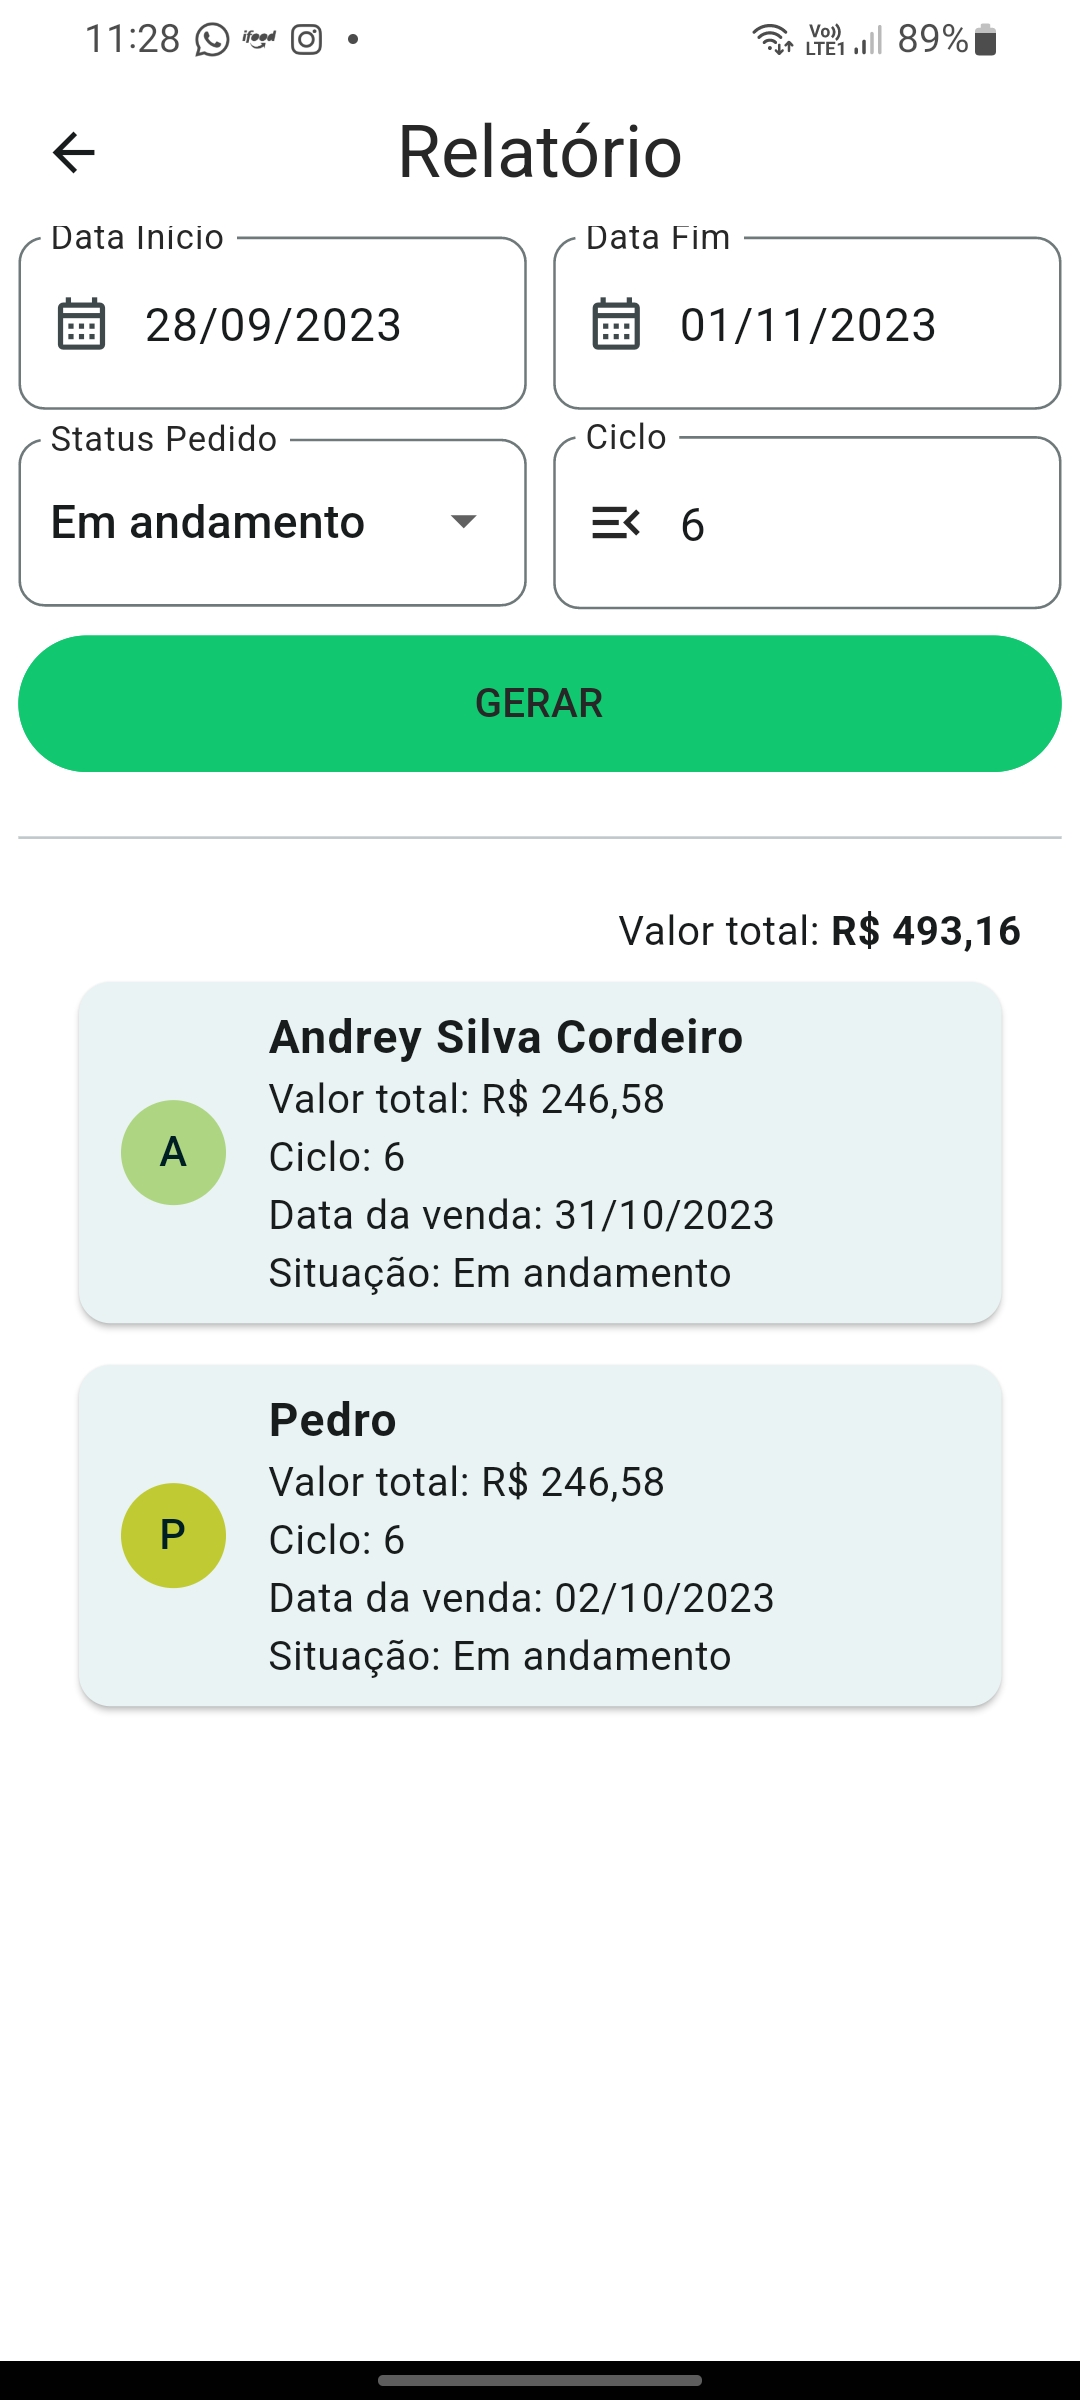 11:28 ifood Vo)) LTE1 89%
Relatório
Data Início Data Fim
28/09/2023 01/11/2023
Status Pedido Ciclo
Em andamento 6
GERAR
Valor total: R$ 493,16
Andrey Silva Cordeiro
Valor total: R$ 246,58
A
Ciclo: 6
Data da venda: 31/10/2023
Situação: Em andamento
Pedro
Valor total: R$ 246,58
P
Ciclo: 6
Data da venda: 02/10/2023
Situação: Em andamento